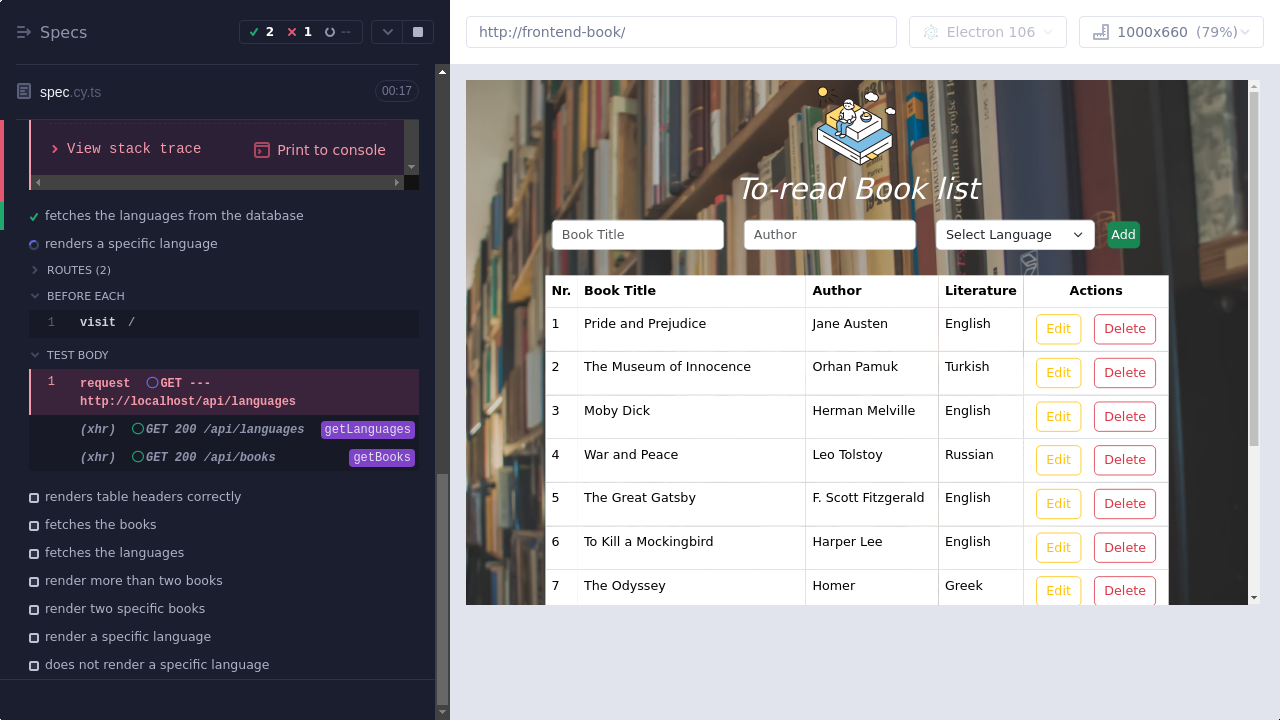 Specs
2
1
--
http://frontend-book/
Electron 106
1000x660 (79%)
spec.cy.ts
00:17
View stack trace
Print to console
fetches the languages from the database
renders a specific language
ROUTES (2)
BEFORE EACH
1 visit /
TEST BODY
1 request GET ---
http://localhost/api/languages
(xhr) GET 200 /api/languages getLanguages
(xhr) GET 200 /api/books getBooks
renders table headers correctly
fetches the books
fetches the languages
render more than two books
render two specific books
render a specific language
does not render a specific language
To-read Book list
Book Title Author Select Language Add
Nr. Book Title Author Literature Actions
1 Pride and Prejudice Jane Austen English Edit Delete
2 The Museum of Innocence Orhan Pamuk Turkish Edit Delete
3 Moby Dick Herman Melville English Edit Delete
4 War and Peace Leo Tolstoy Russian Edit Delete
5 The Great Gatsby F. Scott Fitzgerald English Edit Delete
6 To Kill a Mockingbird Harper Lee English Edit Delete
7 The Odyssey Homer Greek Edit Delete